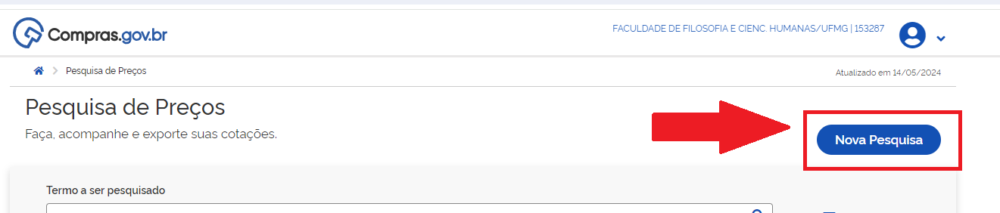 Compras.gov.br
FACULDADE DE FILOSOFIA E CIENC. HUMANAS/UFMG | 153287
Pesquisa de Preços
Atualizado em 14/05/2024
Pesquisa de Preços
Faça, acompanhe e exporte suas cotações.
Nova Pesquisa
Termo a ser pesquisado